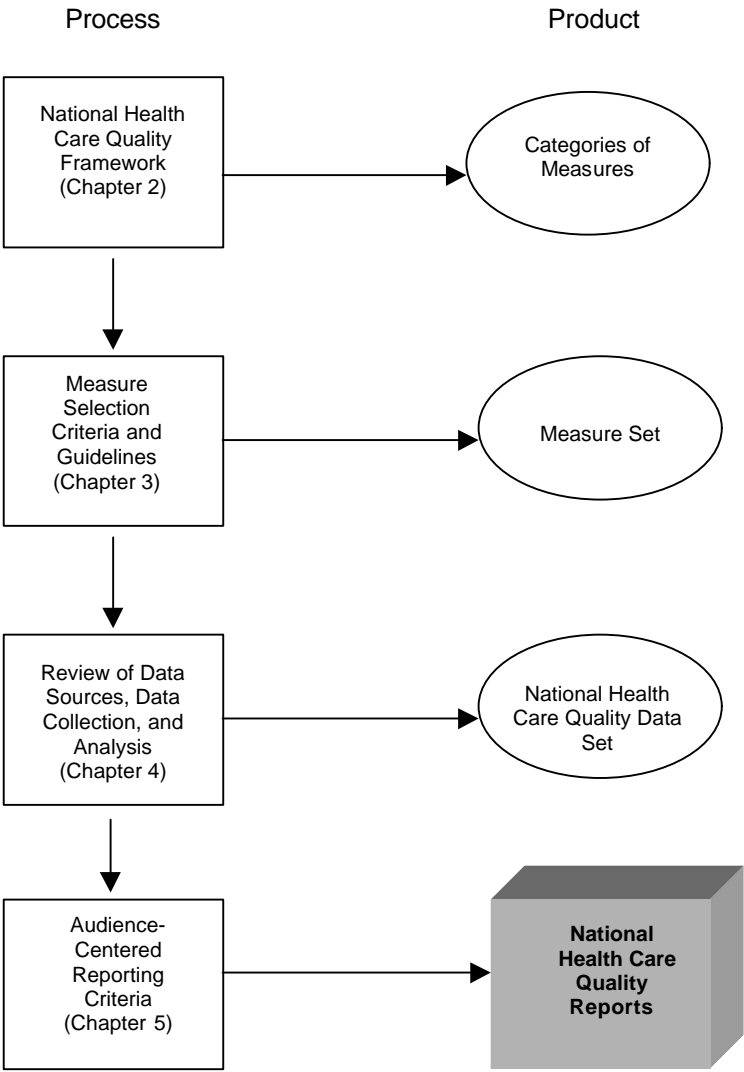 Process
Product
National Health
Care Quality
Framework
(Chapter 2)
Categories of
Measures
Measure
Selection
Criteria and
Guidelines
(Chapter 3)
Measure Set
Review of Data
Sources, Data
Collection, and
Analysis
(Chapter 4)
National Health
Care Quality Data
Set
Audience-
Centered
Reporting
Criteria
(Chapter 5)
National
Health Care
Quality
Reports